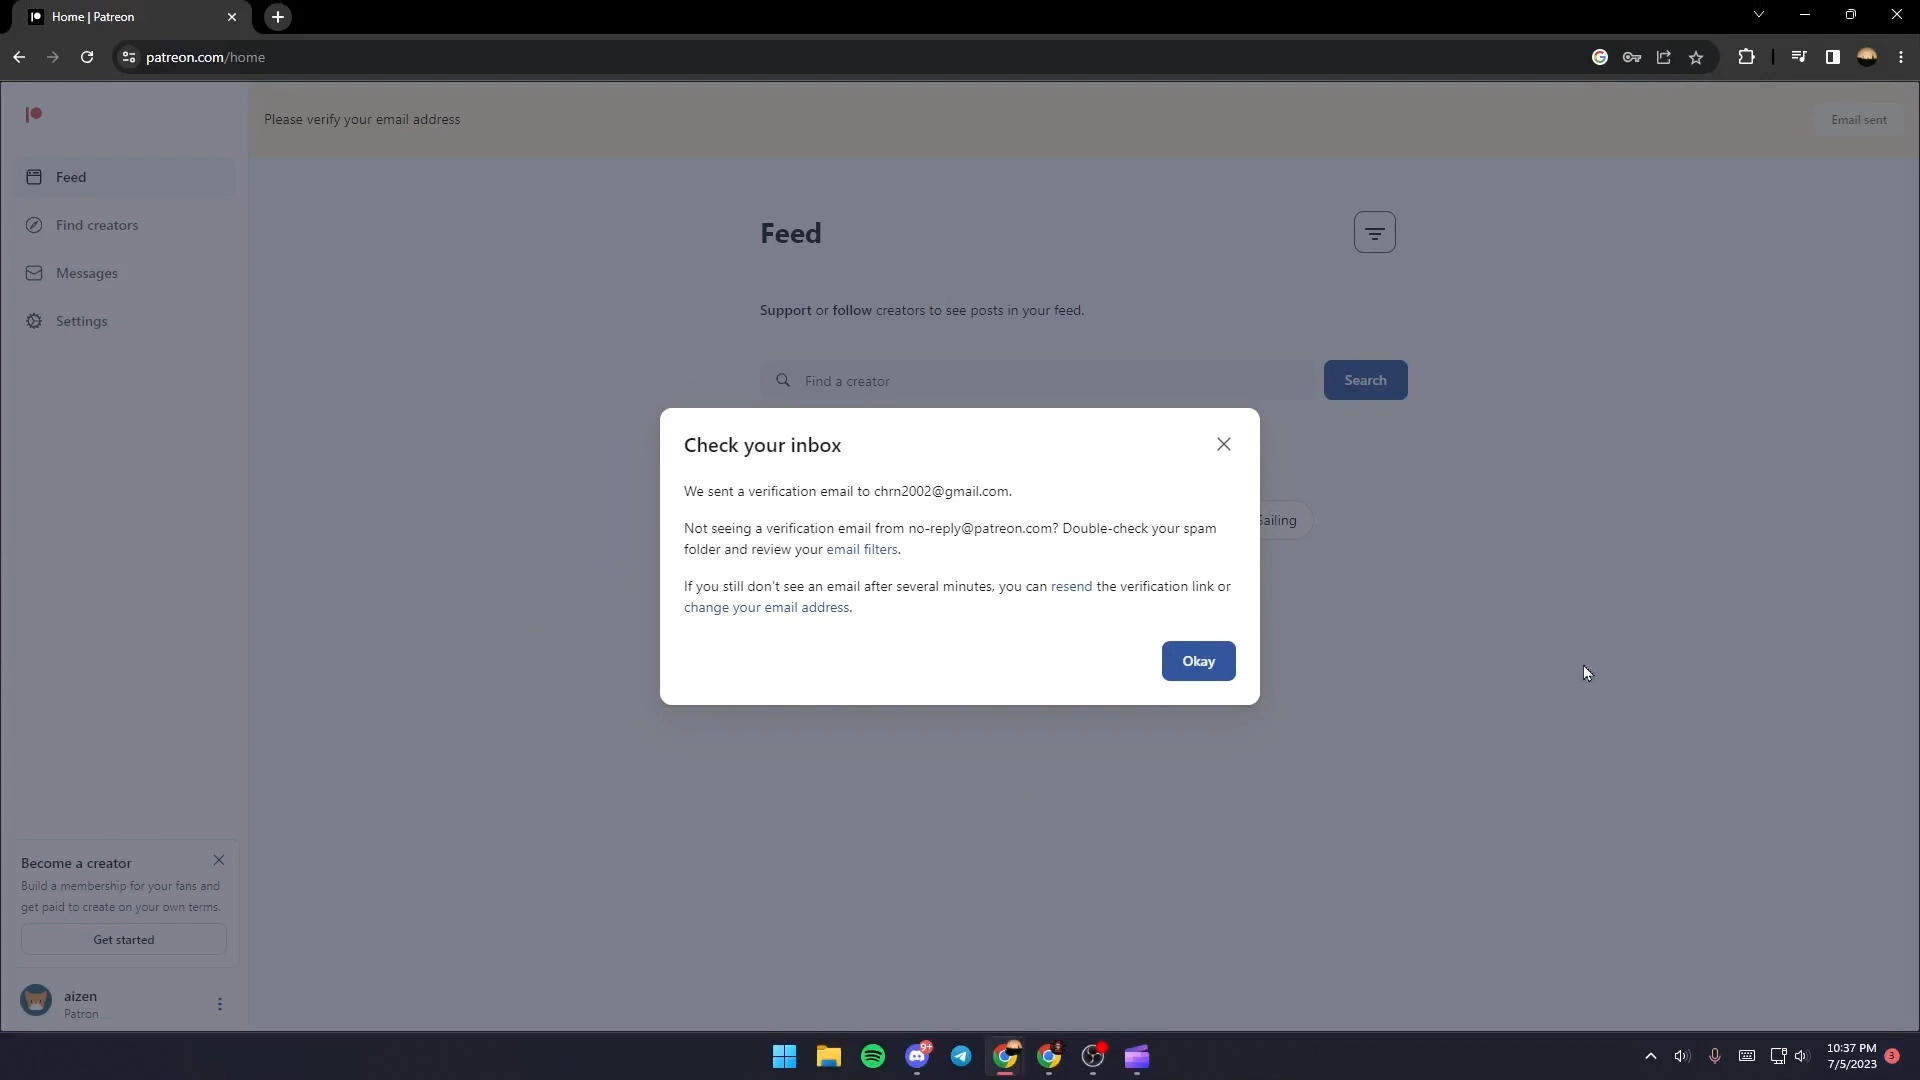 Home | Patreon
patreon.com/home
Please verify your email address
Email sent
Feed
Find creators
Messages
Settings
Feed
Support or follow creators to see posts in your feed.
Find a creator
Search
Sailing
Check your inbox
We sent a verification email to chrn2002@gmail.com.
Not seeing a verification email from no-reply@patreon.com? Double-check your spam
folder and review your email filters.
If you still don't see an email after several minutes, you can resend the verification link or
change your email address.
Okay
Become a creator
Build a membership for your fans and
get paid to create on your own terms.
Get started
aizen
Patron
9+
10:37 PM
7/5/2023
3